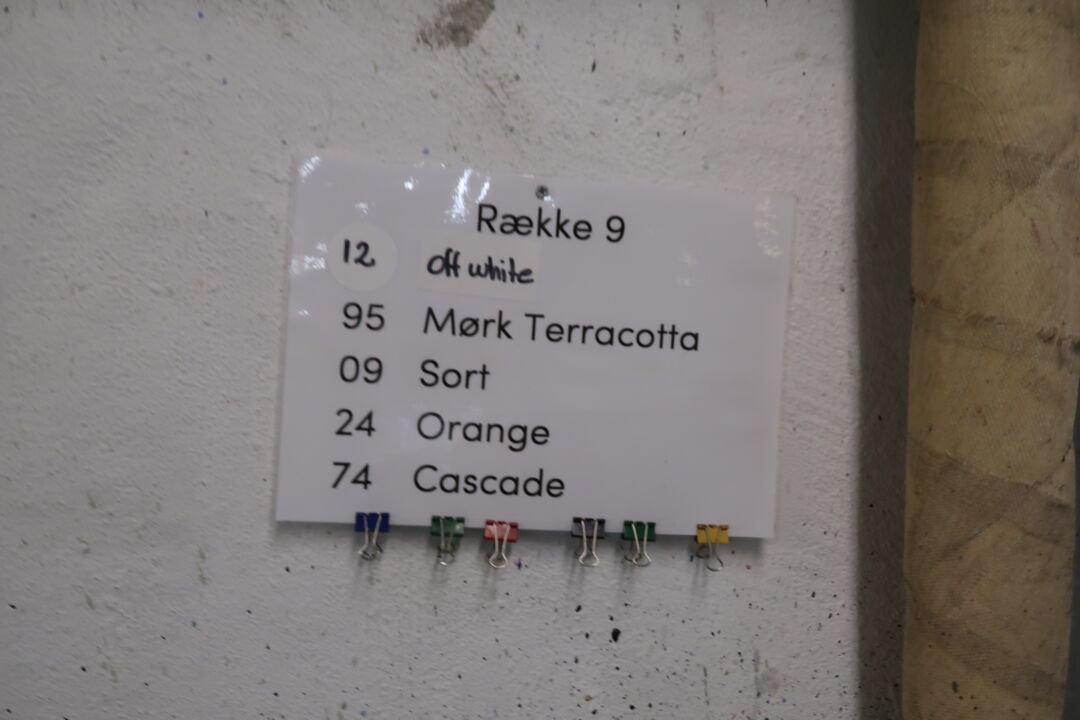 Række 9
12 Off white
95 Mørk Terracotta
09 Sort
24 Orange
74 Cascade